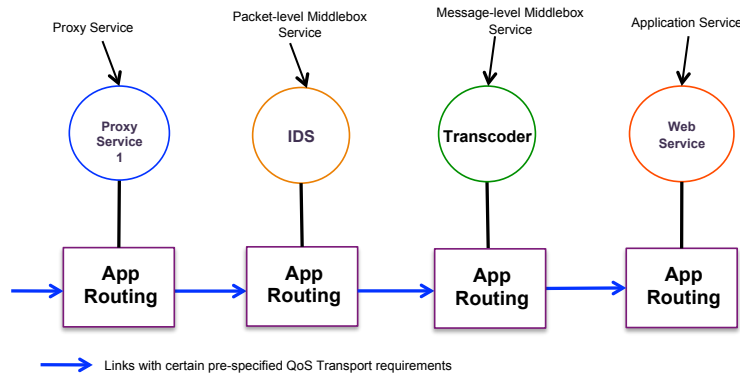 Proxy Service
Packet-level Middlebox
Service
Message-level Middlebox
Service
Application Service
Proxy
Service
1
IDS
Transcoder
Web
Service
App
Routing
App
Routing
App
Routing
App
Routing
Links with certain pre-specified QoS Transport requirements